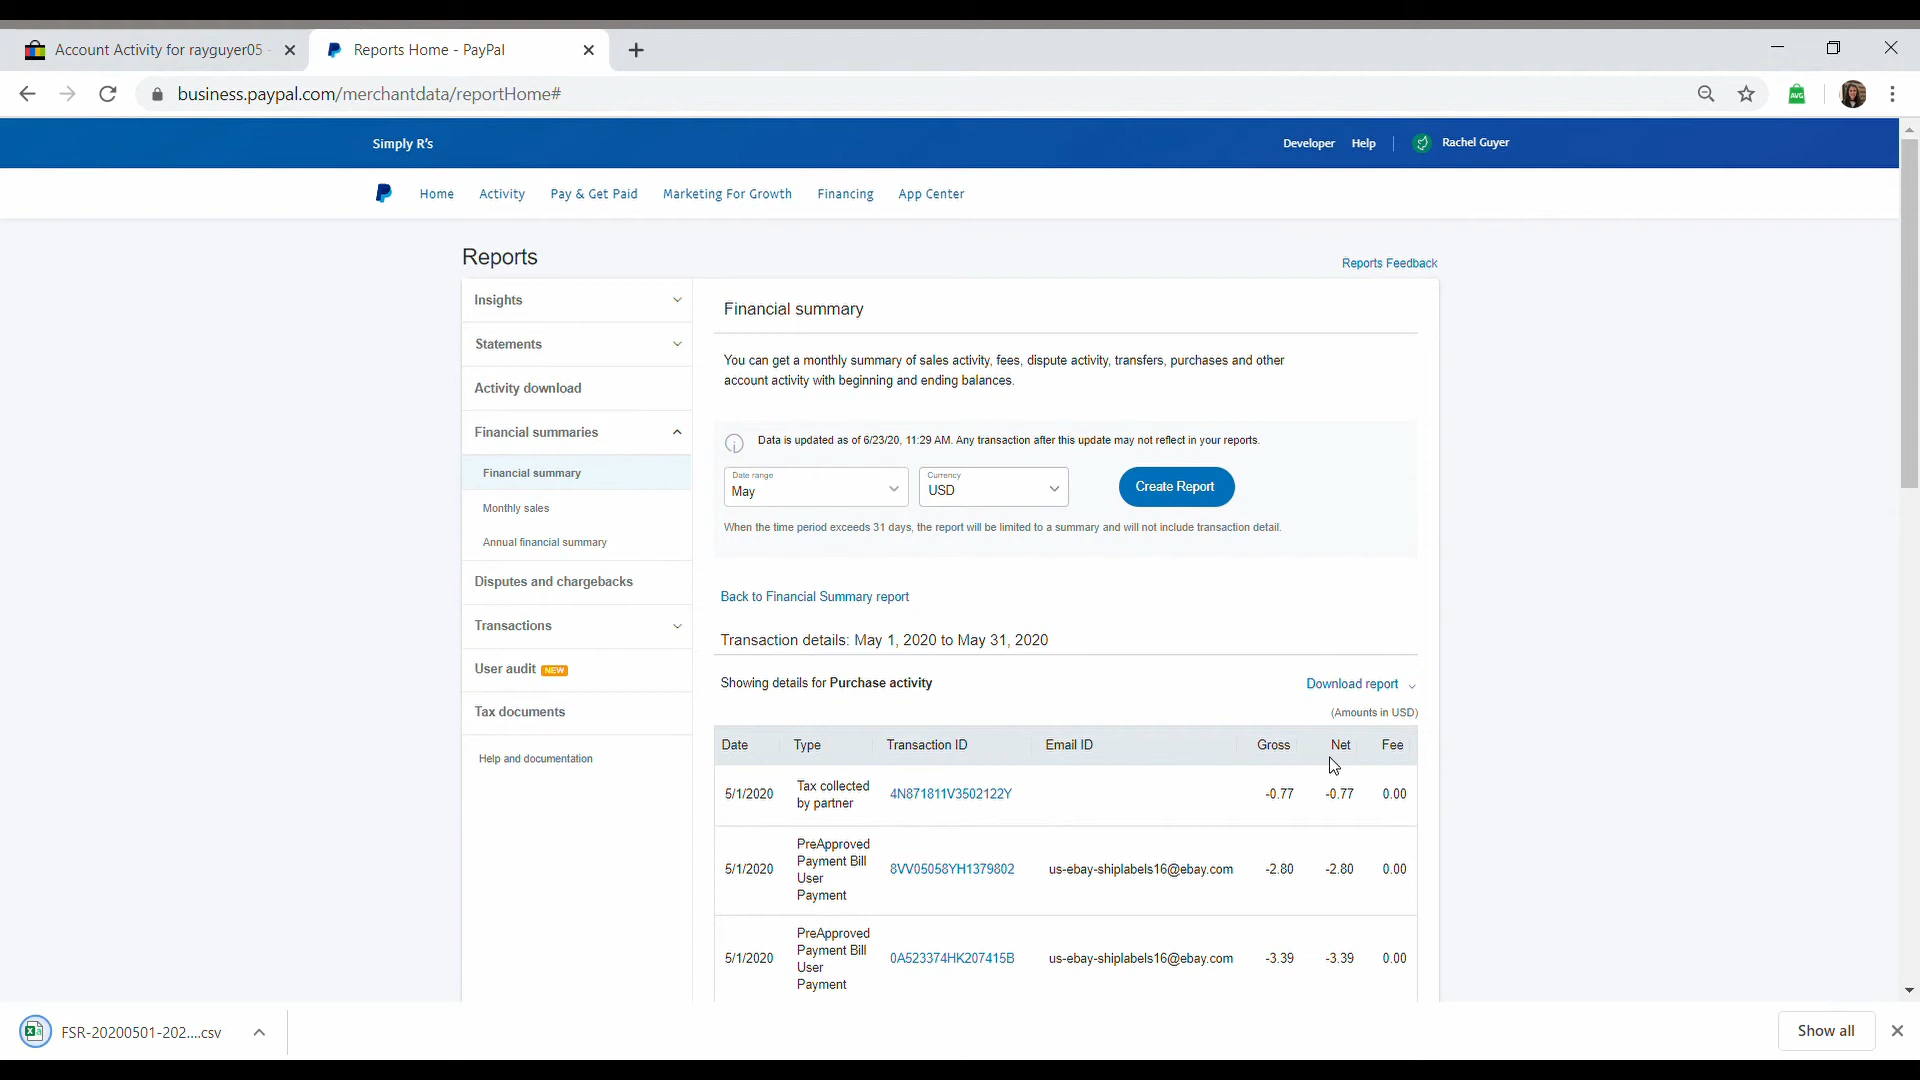 Account Activity for rayguyer05 -
Reports Home - PayPal
business.paypal.com/merchantdata/reportHome#
AVG
Simply R's
Developer Help Rachel Guyer
Home Activity Pay & Get Paid Marketing For Growth Financing App Center
Reports
Reports Feedback
Insights
Statements
Activity download
Financial summaries
Financial summary
Monthly sales
Annual financial summary
Disputes and chargebacks
Transactions
User audit NEW
Tax documents
Help and documentation
Financial summary
You can get a monthly summary of sales activity, fees, dispute activity, transfers, purchases and other
account activity with beginning and ending balances.
Data is updated as of 6/23/20, 11:29 AM. Any transaction after this update may not reflect in your reports.
Date range
May
Currency
USD
Create Report
When the time period exceeds 31 days, the report will be limited to a summary and will not include transaction detail.
Back to Financial Summary report
Transaction details: May 1, 2020 to May 31, 2020
Showing details for Purchase activity
Download report
(Amounts in USD)
Date Type Transaction ID Email ID Gross Net Fee
5/1/2020 Tax collected by partner 4N871811V3502122Y -0.77 -0.77 0.00
5/1/2020 PreApproved Payment Bill User Payment 8VV05058YH1379802 us-ebay-shiplabels16@ebay.com -2.80 -2.80 0.00
5/1/2020 PreApproved Payment Bill User Payment 0A523374HK207415B us-ebay-shiplabels16@ebay.com -3.39 -3.39 0.00
FSR-20200501-202....csv
Show all